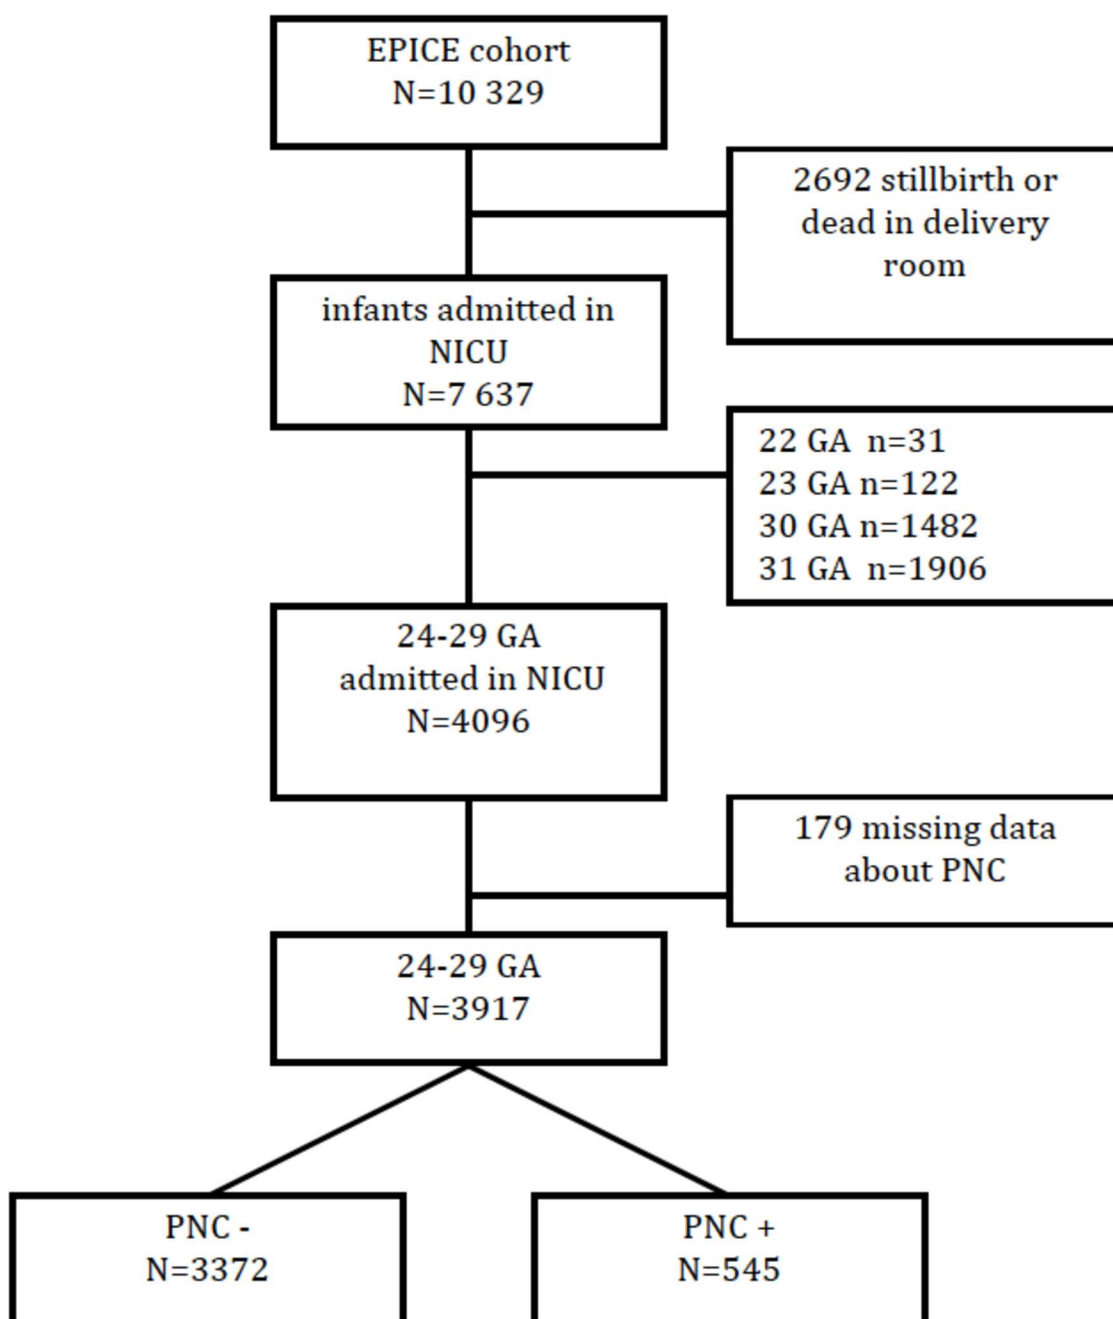 EPICE cohort
N=10 329
2692 stillbirth or
dead in delivery
room
infants admitted in
NICU
N=7 637
22 GA  n=31
23 GA n=122
30 GA n=1482
31 GA  n=1906
24-29 GA
admitted in NICU
N=4096
179 missing data
about PNC
24-29 GA
N=3917
PNC -
N=3372
PNC +
N=545